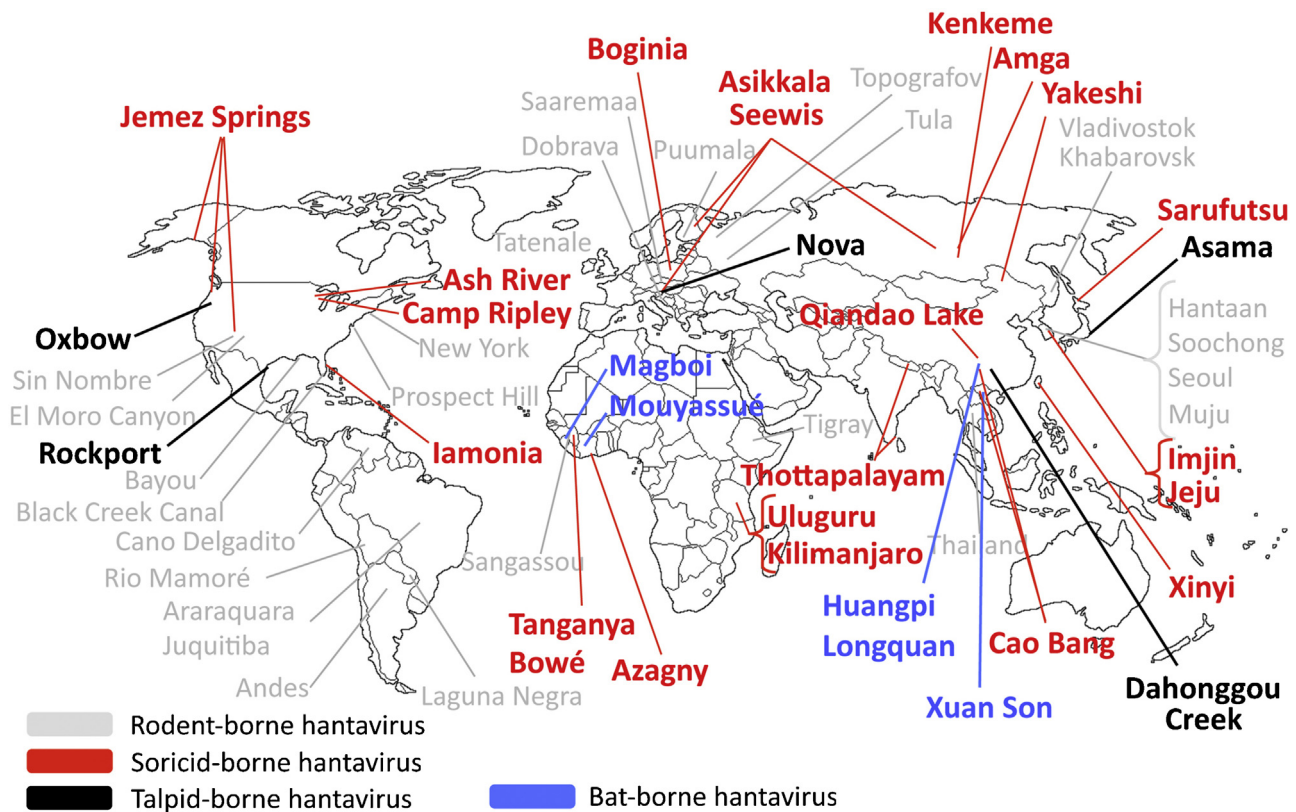 Kenkeme
Boginia
Amga
Asikkala
Seewis
Topografov
Yakeshi
Saaremaa
Jemez Springs
Tula
Vladivostok
Khabarovsk
Dobrava
Puumala
Sarufutsu
Tatenale
Nova
Asama
Ash River
Camp Ripley
Qiandao Lake
Hantaan
Soochong
Seoul
Muju
Oxbow
New York
Magboi
Mouyassué
Sin Nombre
El Moro Canyon
Prospect Hill
Tigray
Rockport
Iamonia
Imjin
Jeju
Bayou
Thottapalayam
Black Creek Canal
Uluguru
Kilimanjaro
Cano Delgadito
Thailand
Sangassou
Rio Mamoré
Xinyi
Araraquara
Huangpi
Longquan
Tanganya
Bowé
Juquitiba
Cao Bang
Azagny
Andes
Laguna Negra
Xuan Son
Dahonggou
Creek
Rodent-borne hantavirus
Soricid-borne hantavirus
Talpid-borne hantavirus
Bat-borne hantavirus